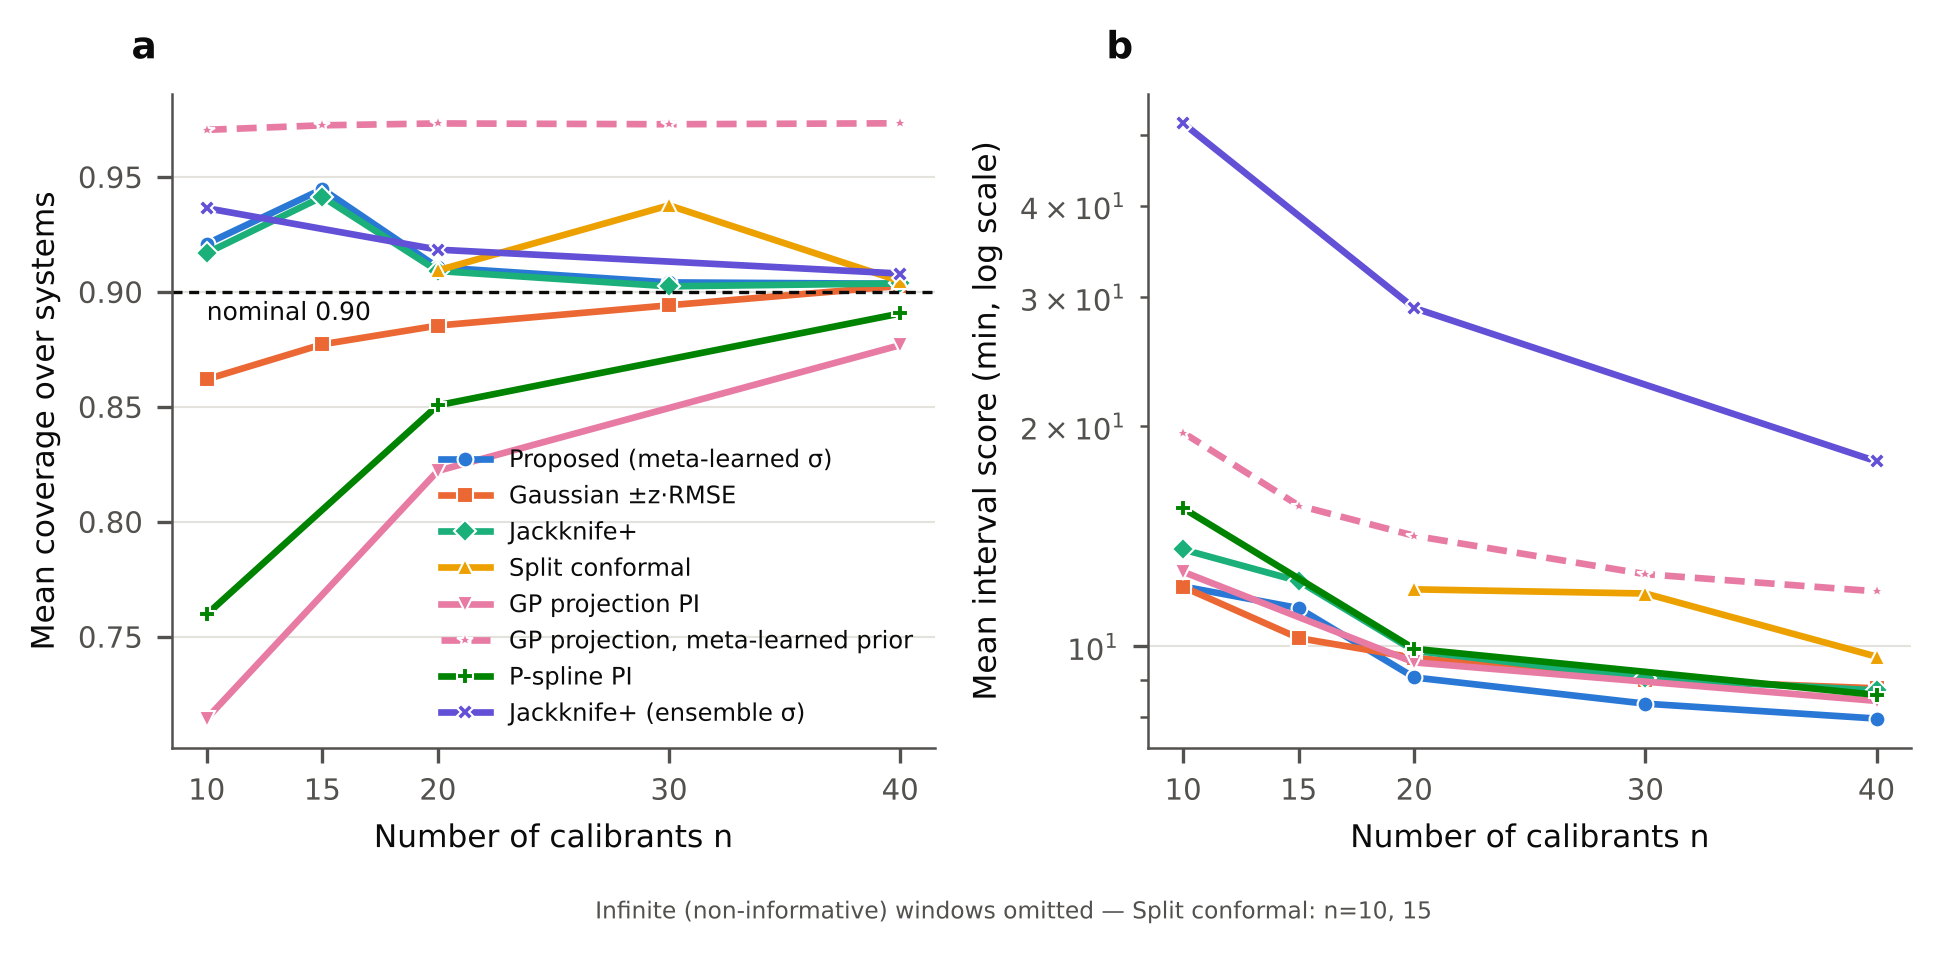 a
Mean coverage over systems
0.95
0.90
0.85
0.80
0.75
nominal 0.90
Proposed (meta-learned σ)
Gaussian ±z·RMSE
Jackknife+
Split conformal
GP projection PI
GP projection, meta-learned prior
P-spline PI
Jackknife+ (ensemble σ)
10 15 20 30 40
Number of calibrants n
b
Mean interval score (min, log scale)
4 × 10¹
3 × 10¹
2 × 10¹
10¹
10 15 20 30 40
Number of calibrants n
Infinite (non-informative) windows omitted — Split conformal: n=10, 15